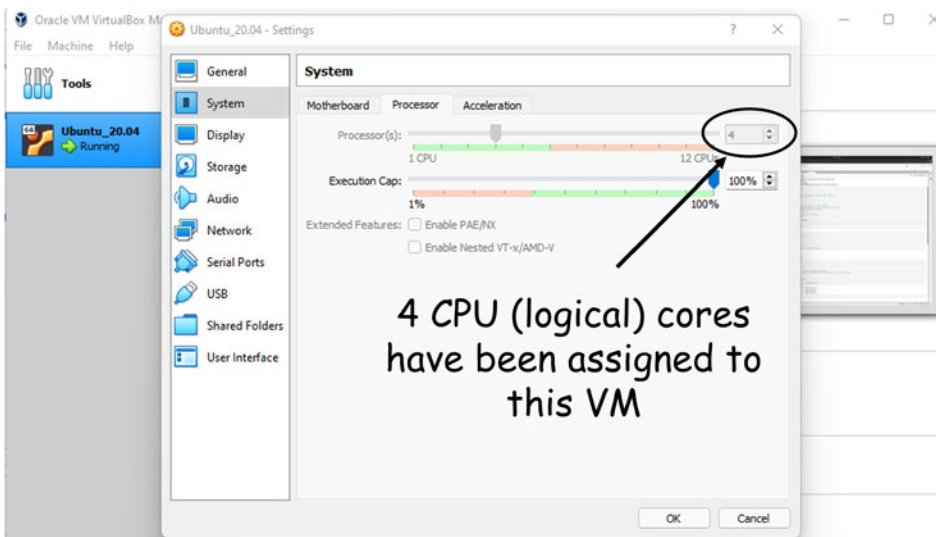 Oracle VM VirtualBox Ma
File Machine Help
Tools
64
Ubuntu_20.04
Running
Ubuntu_20.04 - Settings
?
General
System
Display
Storage
Audio
Network
Serial Ports
USB
Shared Folders
User Interface
System
Motherboard Processor Acceleration
Processor(s): 4
1 CPU 12 CPUs
Execution Cap: 100%
1% 100%
Extended Features: Enable PAE/NX
Enable Nested VT-x/AMD-V
4 CPU (logical) cores
have been assigned to
this VM
OK Cancel